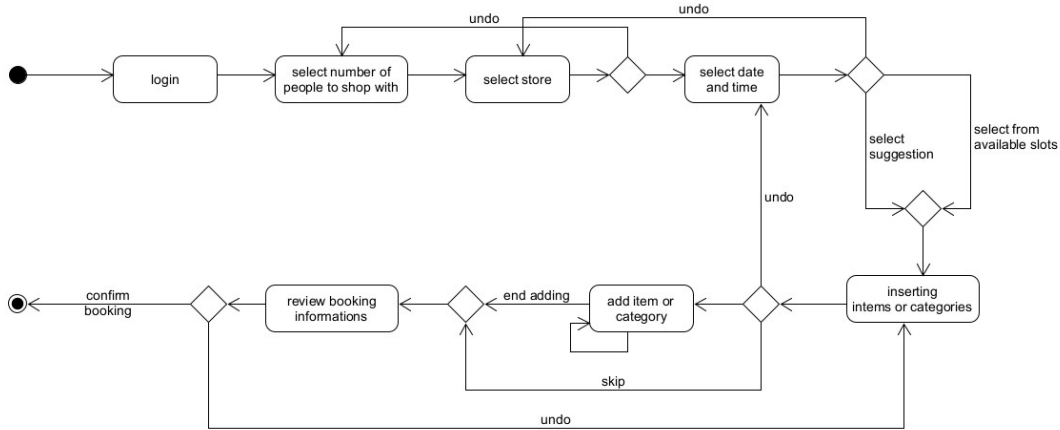 undo
undo
login
select number of
people to shop with
select store
select date
and time
select
suggestion
select from
available slots
undo
confirm
booking
review booking
informations
end adding
add item or
category
inserting
intems or categories
skip
undo